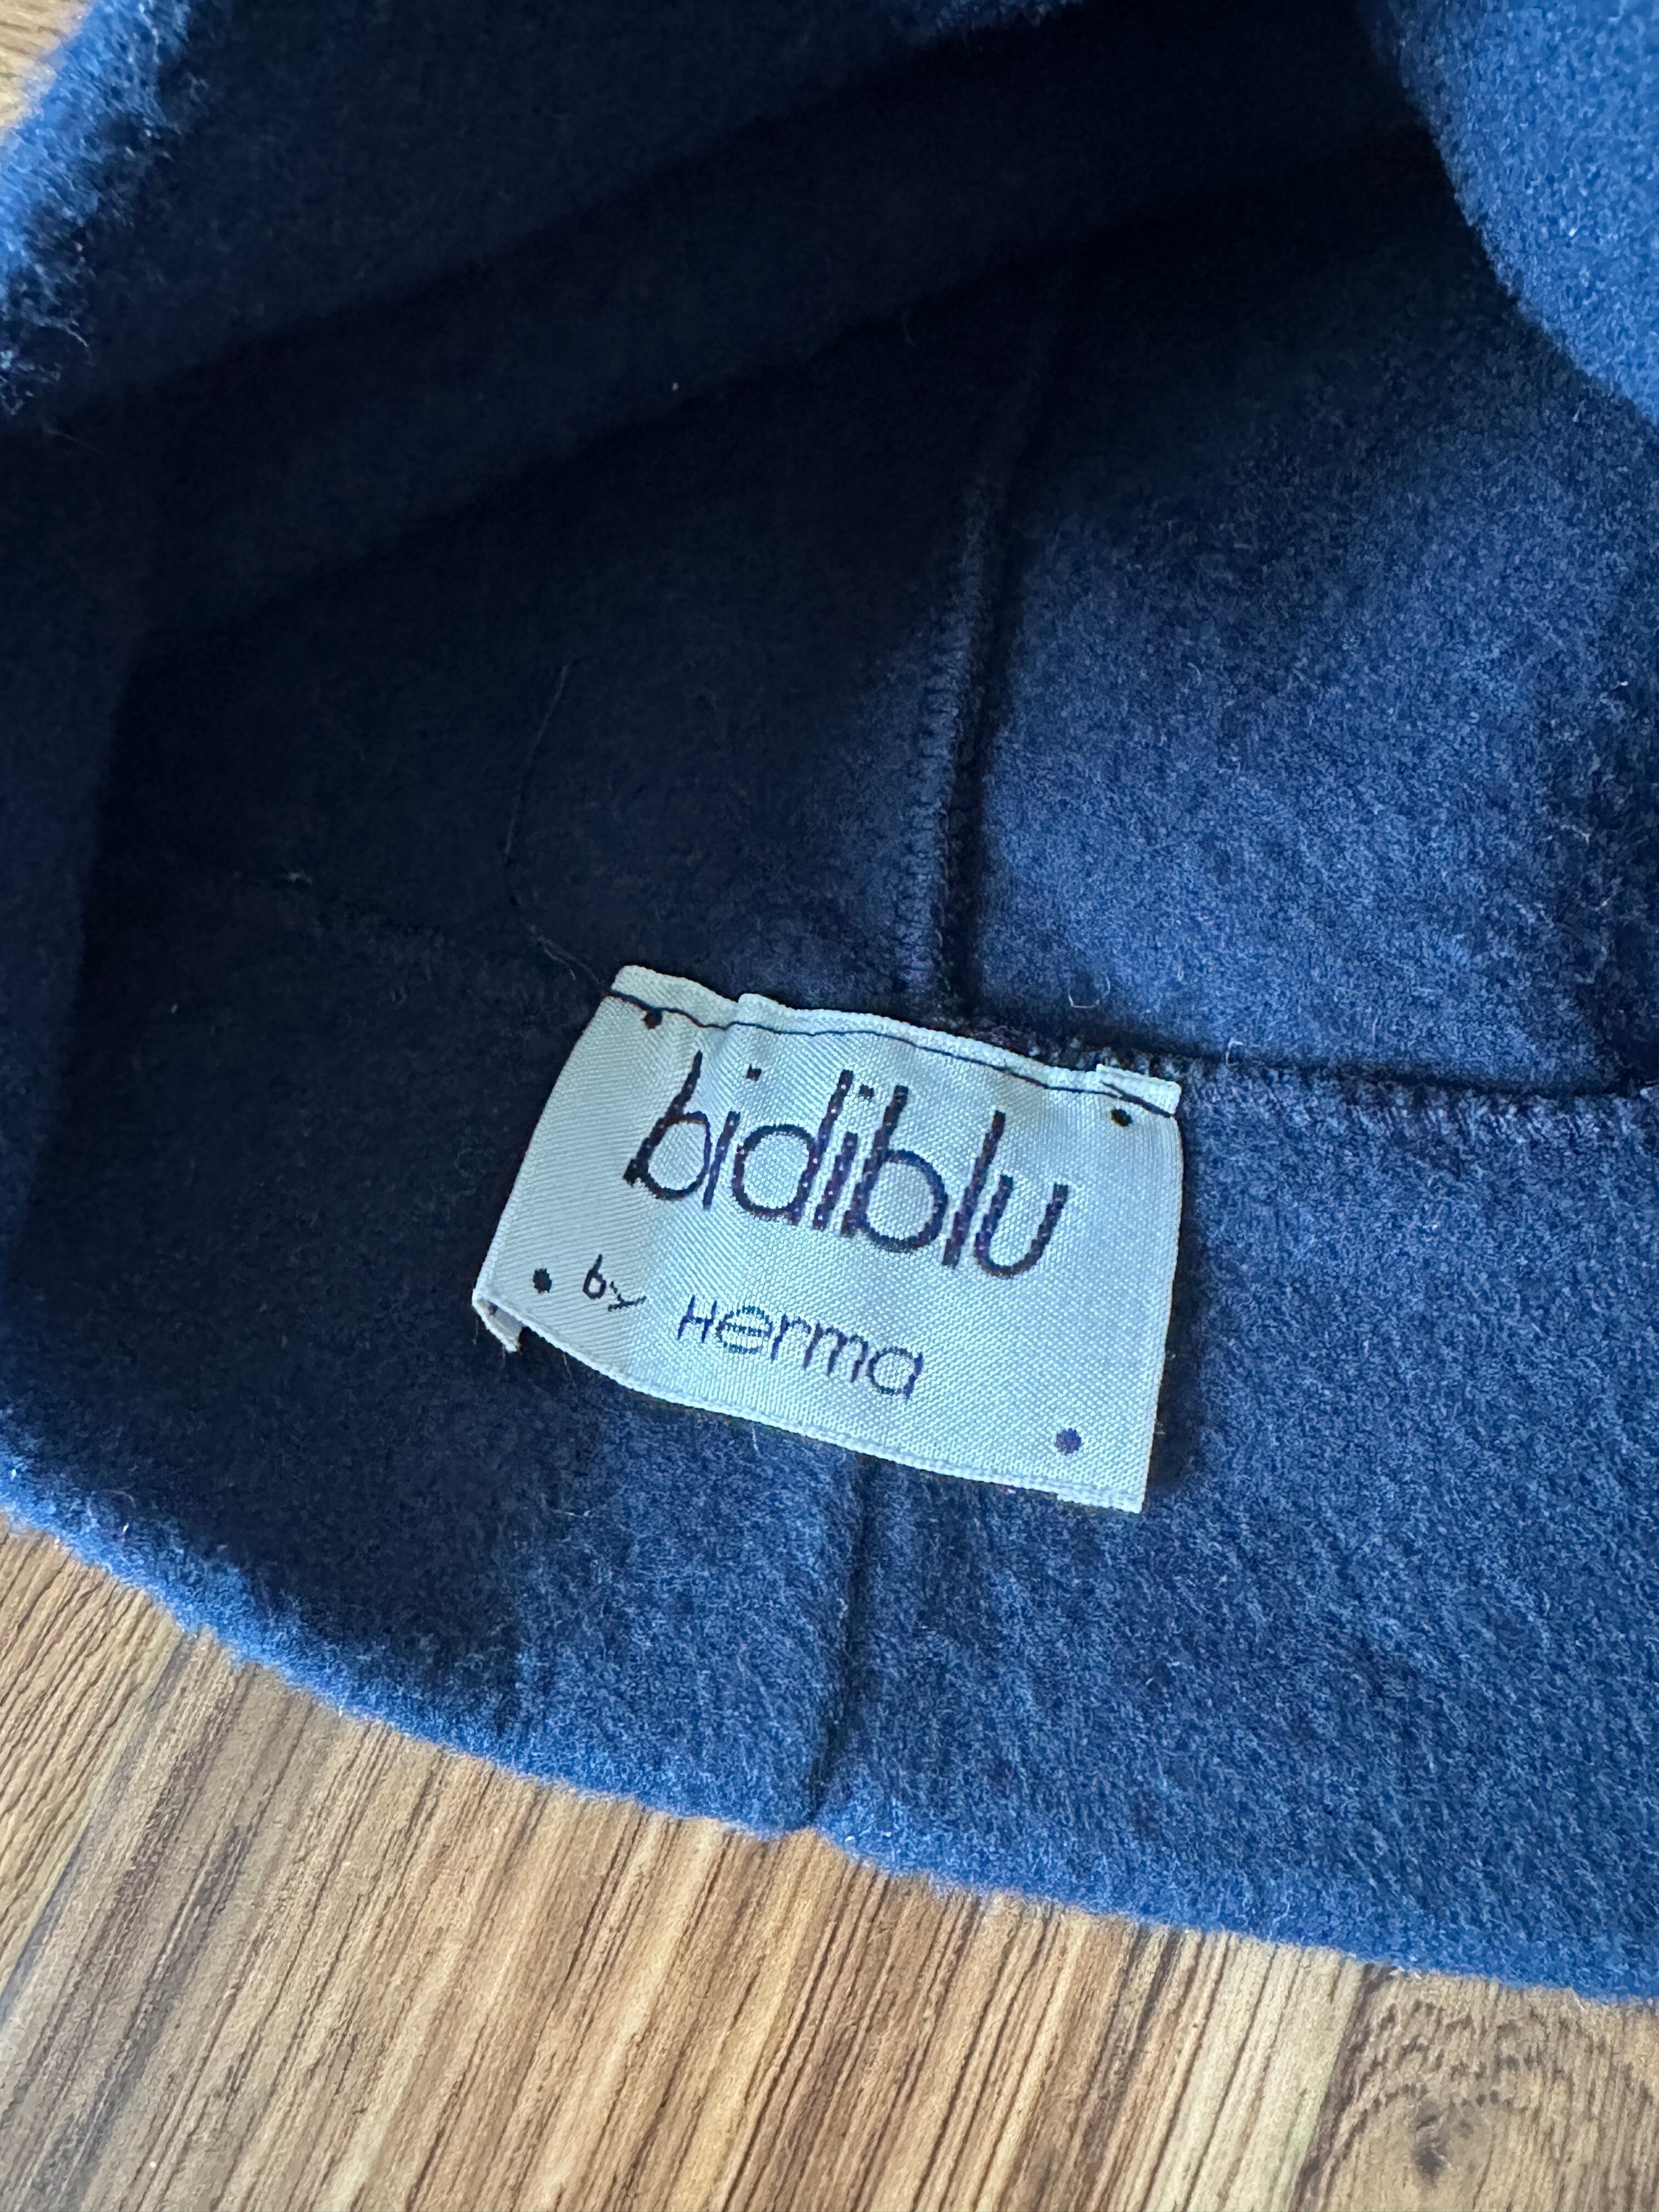 bidiblu
by Herma